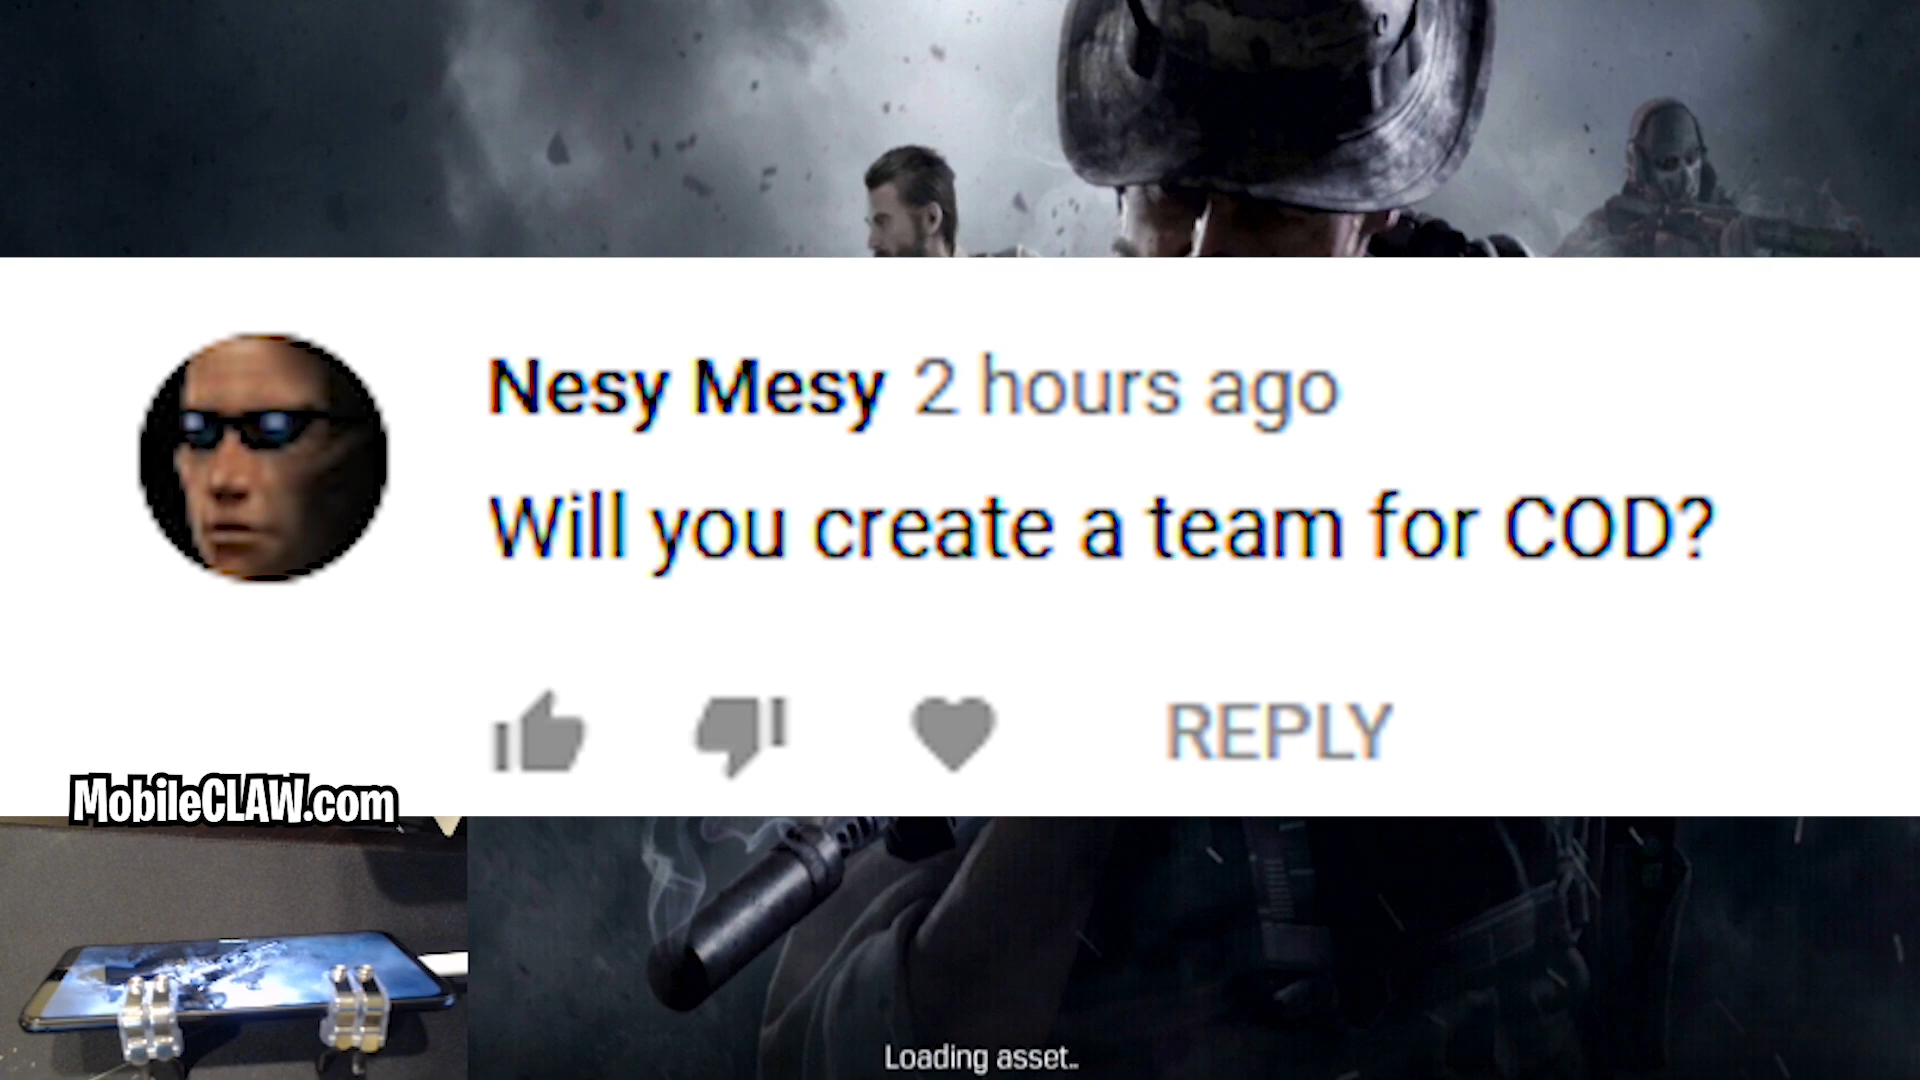 Nesy Mesy 2 hours ago
Will you create a team for COD?
REPLY
MobileCLAW.com
Loading asset..